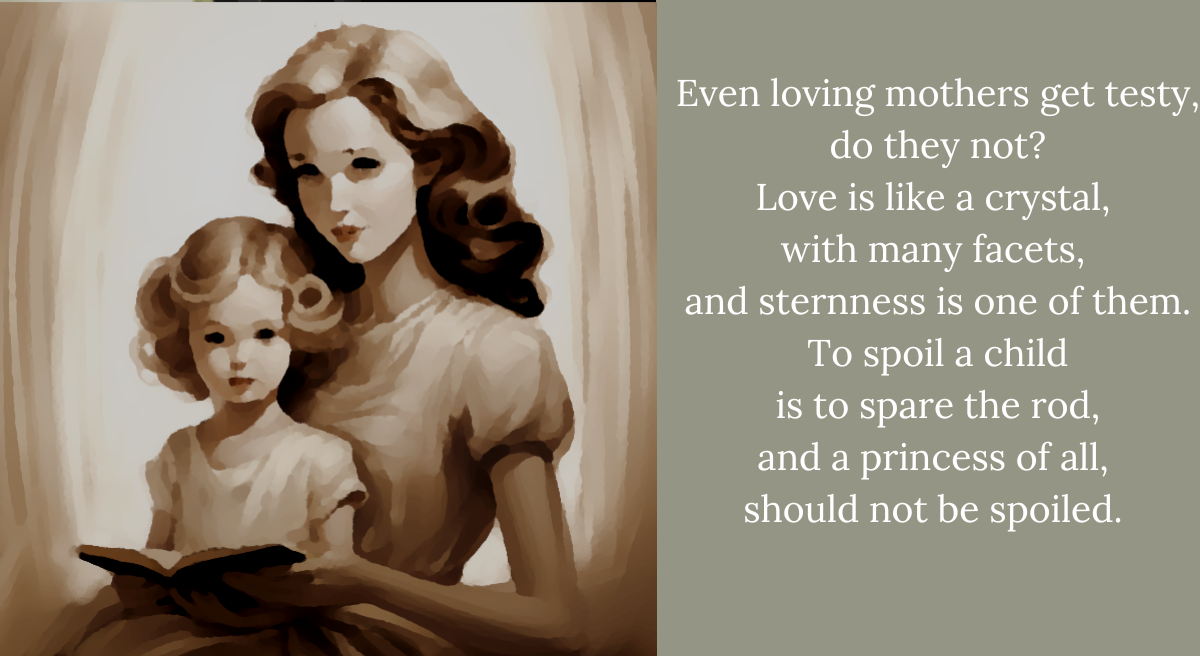 Even loving mothers get testy,
do they not?
Love is like a crystal,
with many facets,
and sternness is one of them.
To spoil a child
is to spare the rod,
and a princess of all,
should not be spoiled.